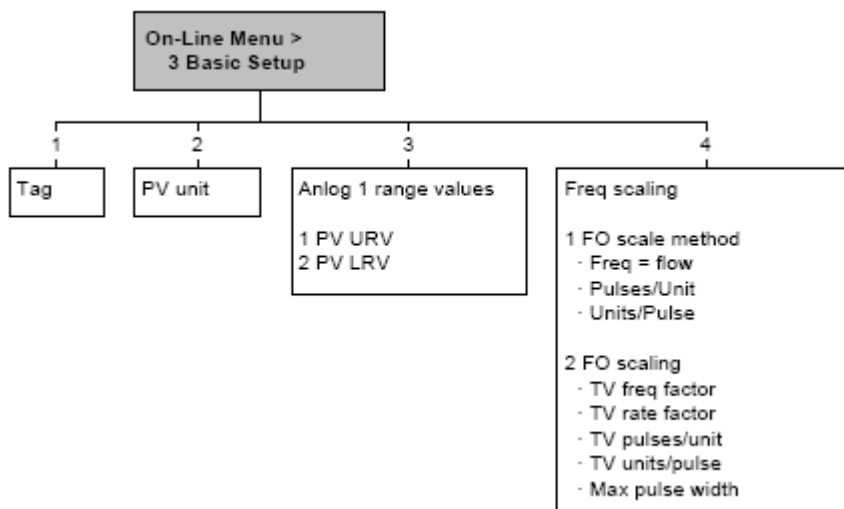 On-Line Menu >
3 Basic Setup
1
2
3
4
Tag
PV unit
Anlog 1 range values
1 PV URV
2 PV LRV
Freq scaling
1 FO scale method
· Freq = flow
· Pulses/Unit
· Units/Pulse
2 FO scaling
· TV freq factor
· TV rate factor
· TV pulses/unit
· TV units/pulse
· Max pulse width